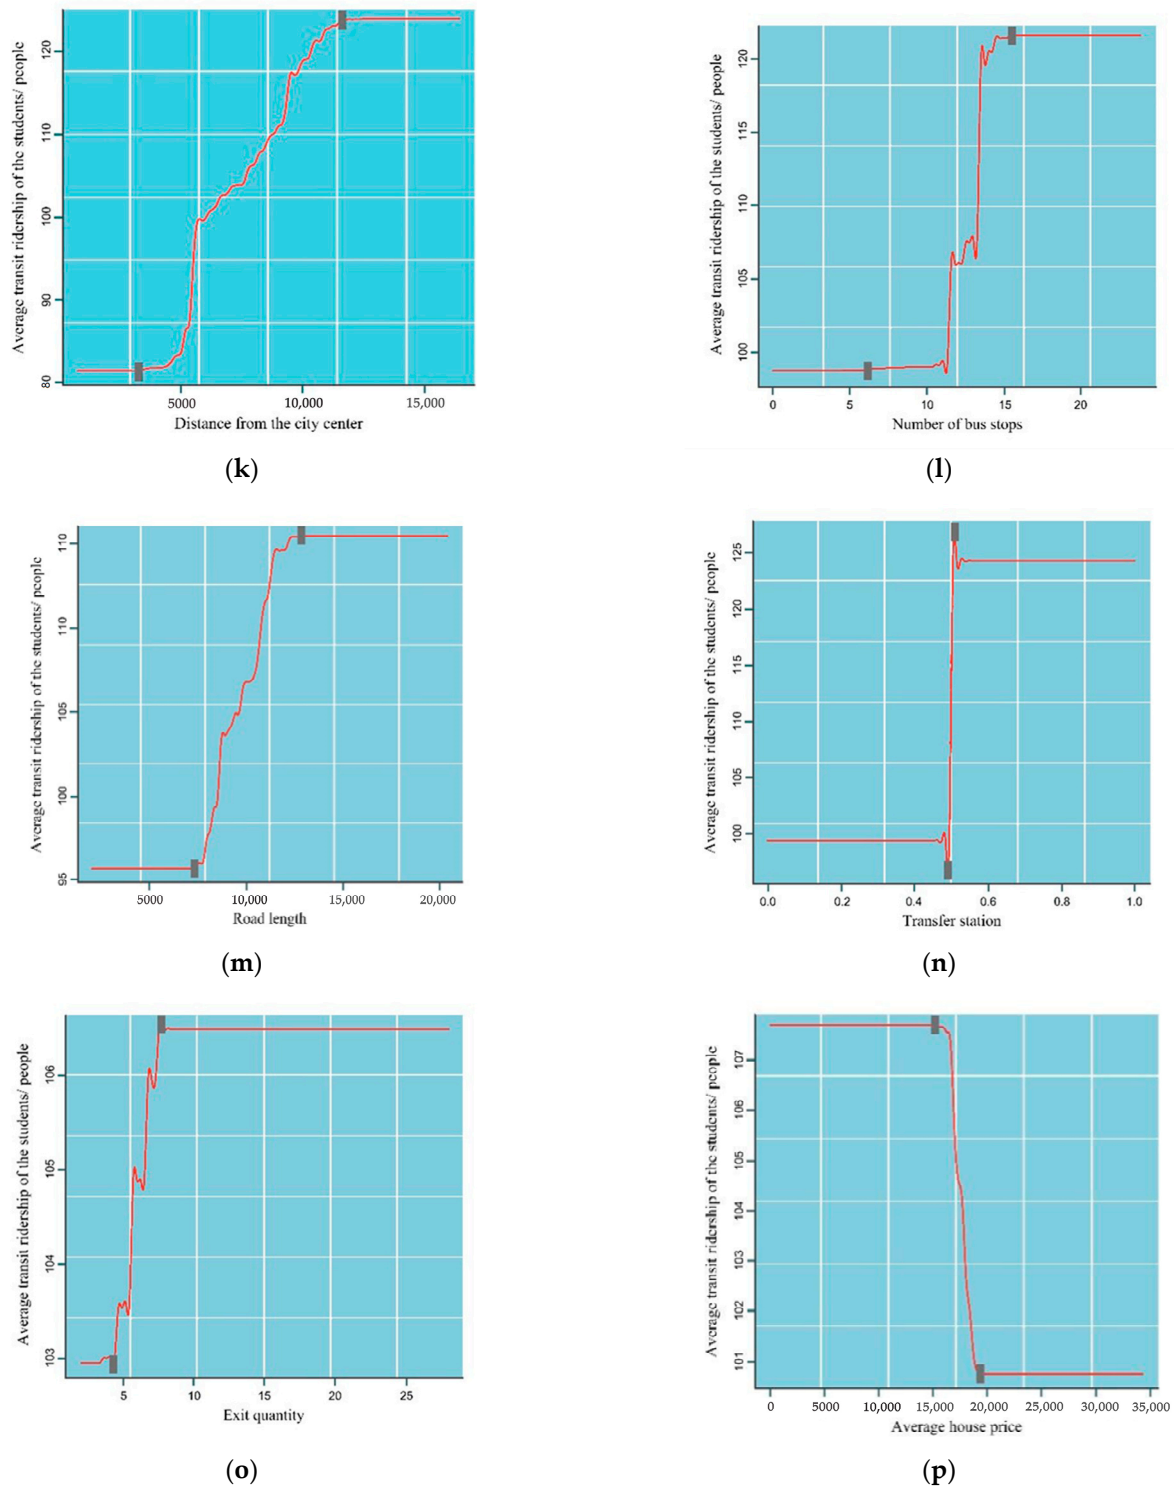 Average transit ridership of the students/ people
120
110
100
90
80
5000 10,000 15,000
Distance from the city center
(k)
Average transit ridership of the students/ people
120
115
110
105
100
0 5 10 15 20
Number of bus stops
(l)
Average transit ridership of the students/ people
110
110
105
100
95
5000 10,000 15,000 20,000
Road length
(m)
Average transit ridership of the students/ people
125
120
115
110
105
100
0.0 0.2 0.4 0.6 0.8 1.0
Transfer station
(n)
Average transit ridership of the students/ people
106
105
104
103
5 10 15 20 25
Exit quantity
(o)
Average transit ridership of the students/ people
107
106
105
104
103
102
101
0 5000 10,000 15,000 20,000 25,000 30,000 35,000
Average house price
(p)